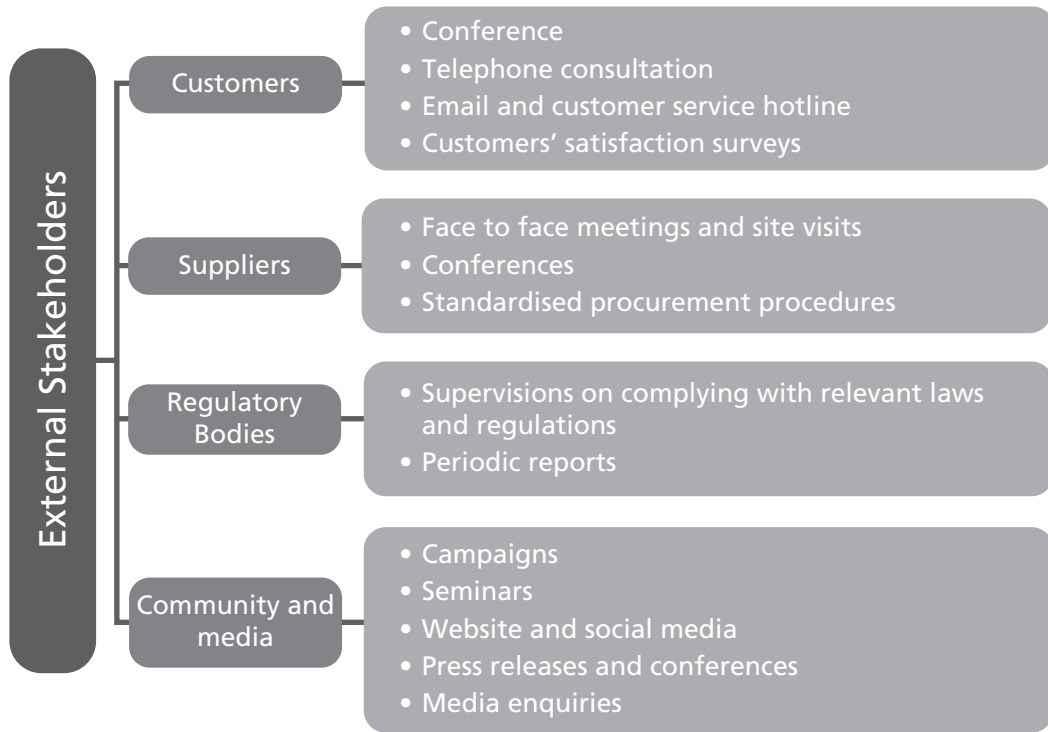 External Stakeholders
Customers
• Conference
• Telephone consultation
• Email and customer service hotline
• Customers’ satisfaction surveys
Suppliers
• Face to face meetings and site visits
• Conferences
• Standardised procurement procedures
Regulatory
Bodies
• Supervisions on complying with relevant laws
and regulations
• Periodic reports
Community and
media
• Campaigns
• Seminars
• Website and social media
• Press releases and conferences
• Media enquiries